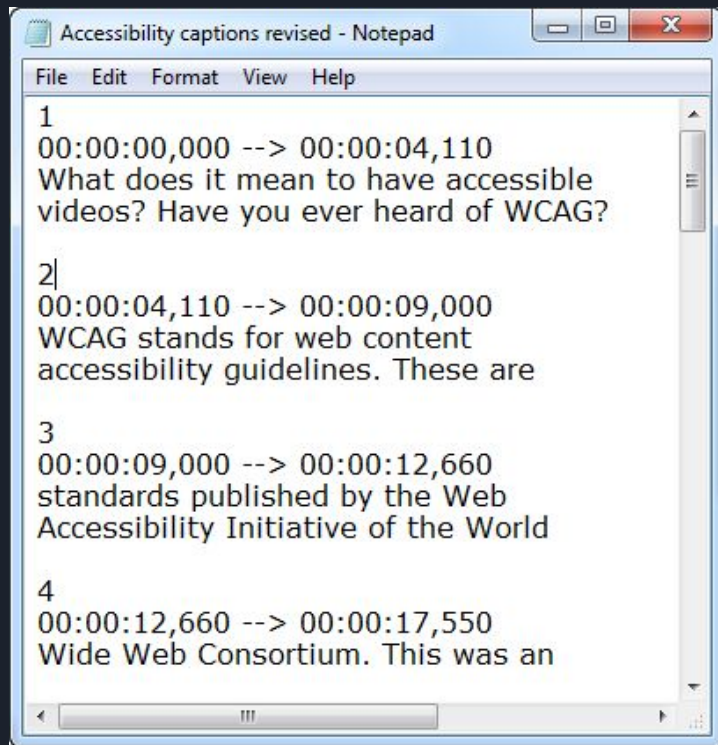 Accessibility captions revised - Notepad
File Edit Format View Help
1
00:00:00,000 --> 00:00:04,110
What does it mean to have accessible
videos? Have you ever heard of WCAG?
2
00:00:04,110 --> 00:00:09,000
WCAG stands for web content
accessibility guidelines. These are
3
00:00:09,000 --> 00:00:12,660
standards published by the Web
Accessibility Initiative of the World
4
00:00:12,660 --> 00:00:17,550
Wide Web Consortium. This was an